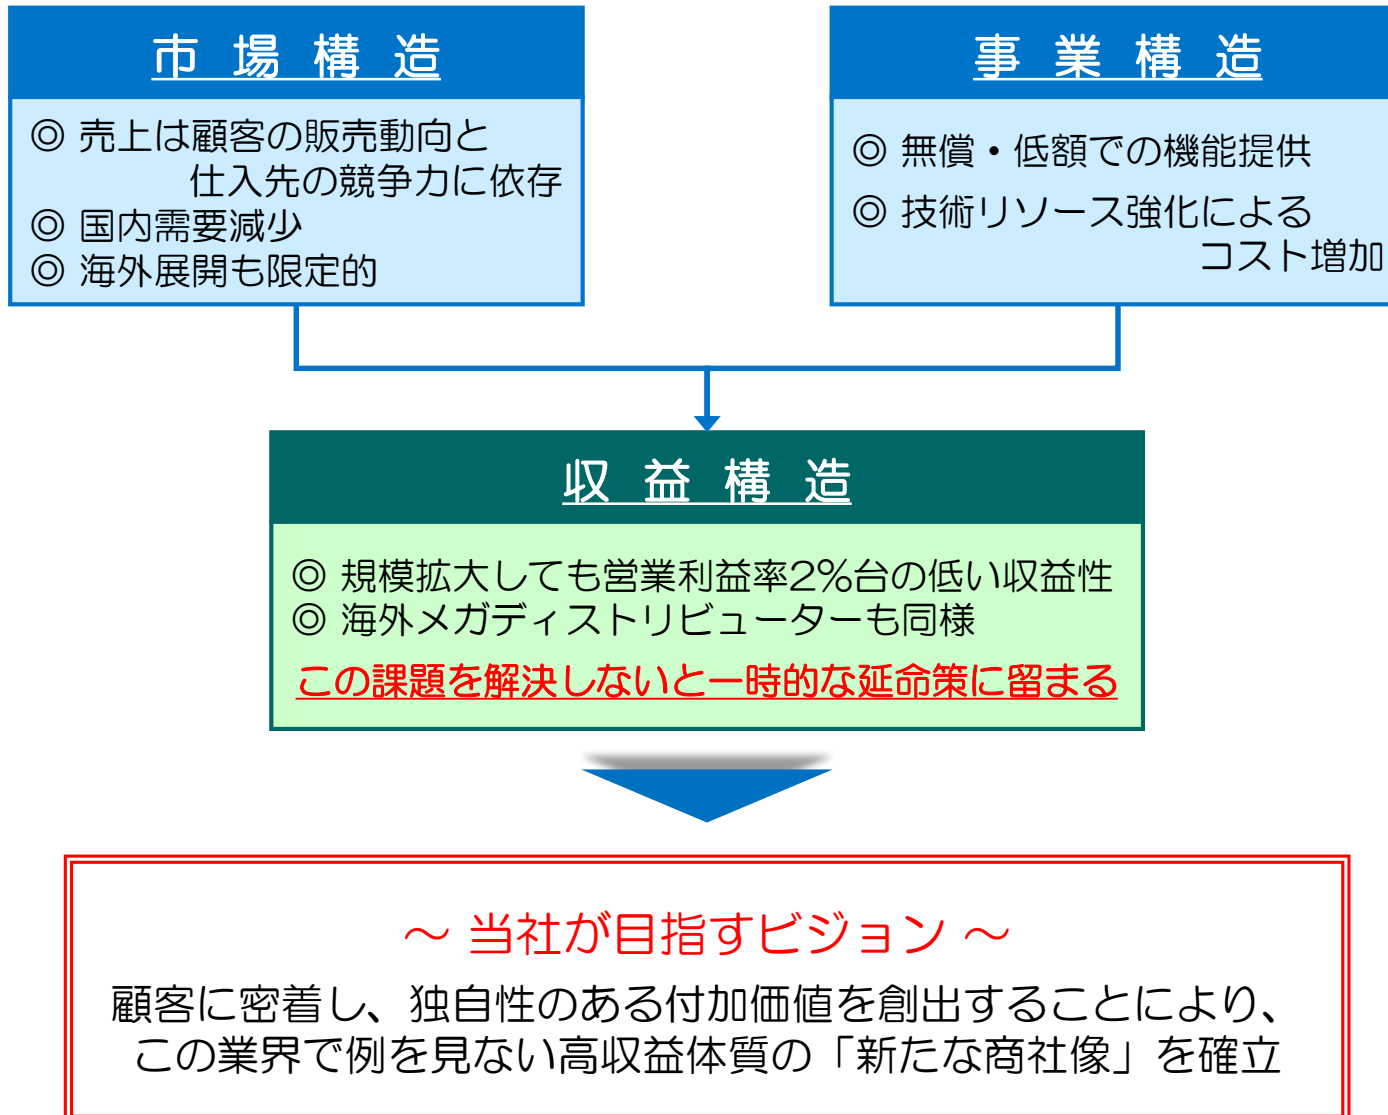 市 場 構 造
◎ 売上は顧客の販売動向と
仕入先の競争力に依存
◎ 国内需要減少
◎ 海外展開も限定的
事 業 構 造
◎ 無償・低額での機能提供
◎ 技術リソース強化による
コスト増加
収 益 構 造
◎ 規模拡大しても営業利益率2%台の低い収益性
◎ 海外メガディストリビューターも同様
この課題を解決しないと一時的な延命策に留まる
～ 当社が目指すビジョン ～
顧客に密着し、独自性のある付加価値を創出することにより、
この業界で例を見ない高収益体質の「新たな商社像」を確立